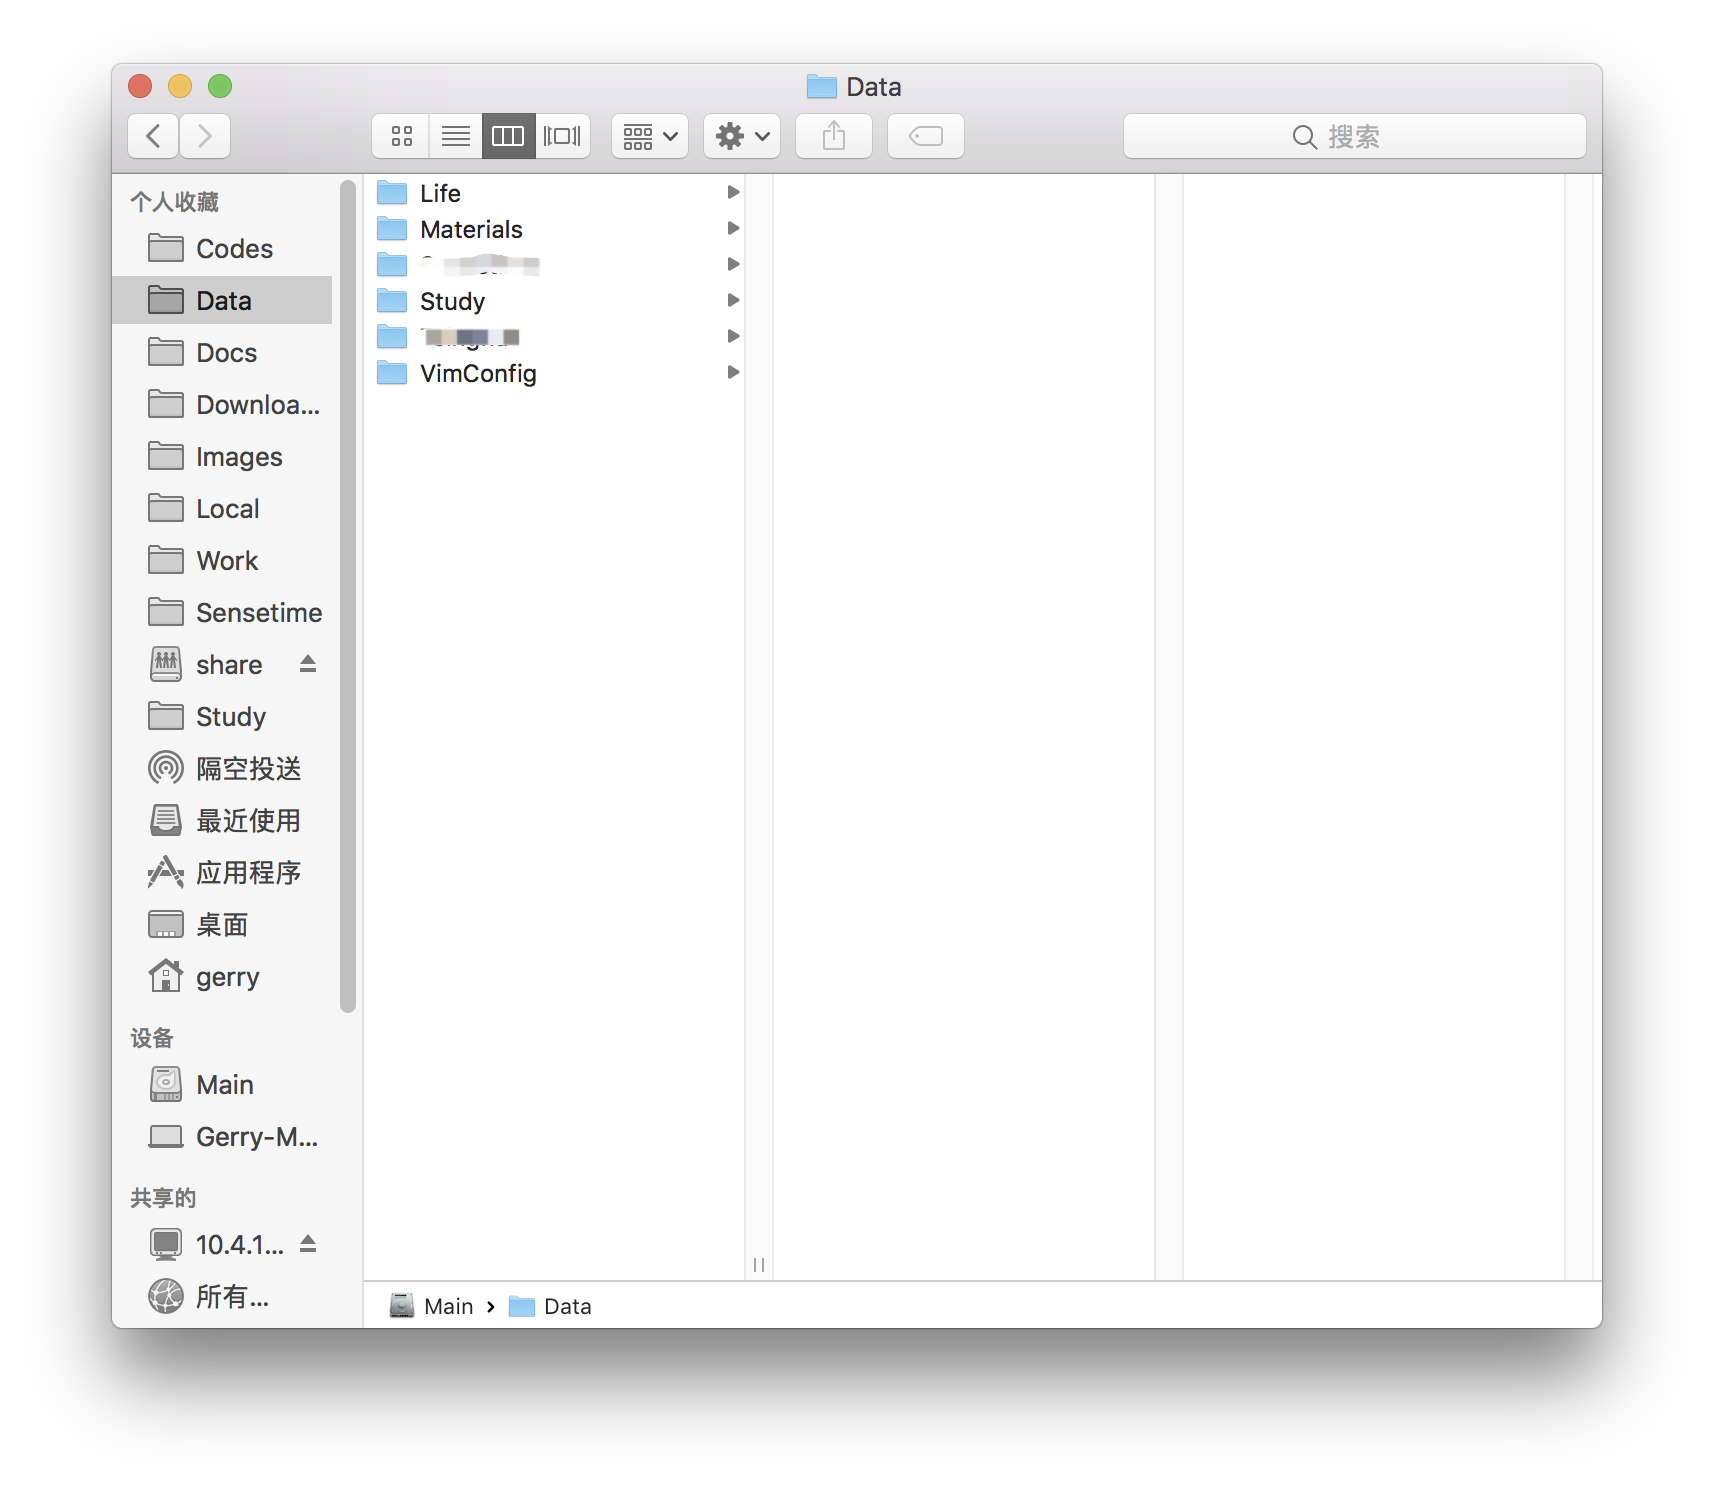 Data
搜索
个人收藏
Codes
Data
Docs
Downloa...
Images
Local
Work
Sensetime
share
Study
隔空投送
最近使用
应用程序
桌面
gerry
设备
Main
Gerry-M...
共享的
10.4.1...
所有...
Life
Materials
Study
VimConfig
Main › Data